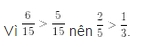 Vì 6/15 > 5/15 nên 2/5 > 1/3.